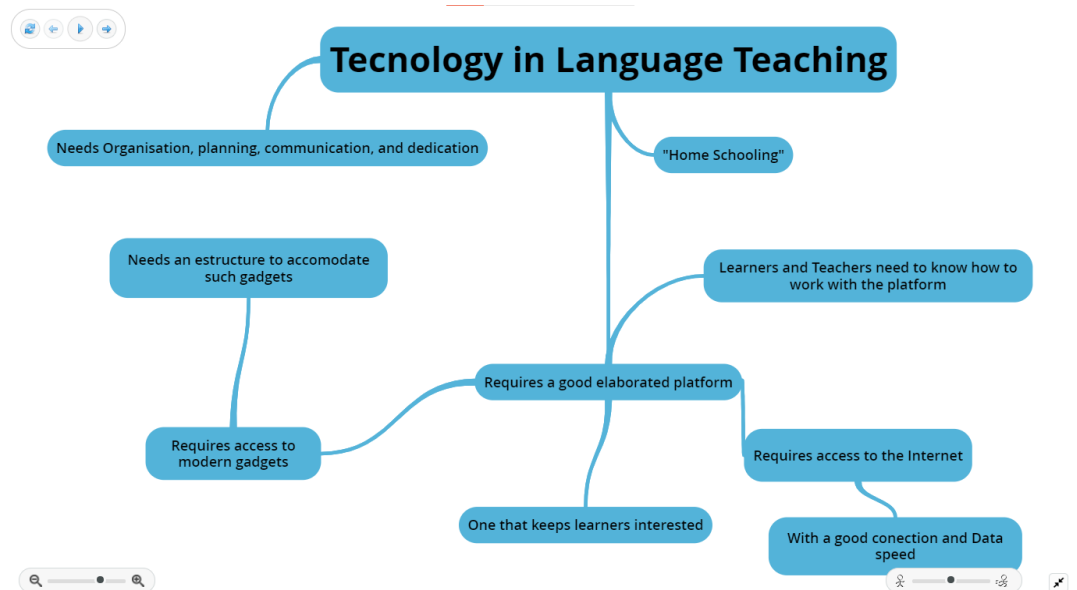 Tecnology in Language Teaching
Needs Organisation, planning, communication, and dedication
"Home Schooling"
Needs an estructure to accomodate
such gadgets
Learners and Teachers need to know how to
work with the platform
Requires a good elaborated platform
Requires access to
modern gadgets
Requires access to the Internet
One that keeps learners interested
With a good conection and Data
speed